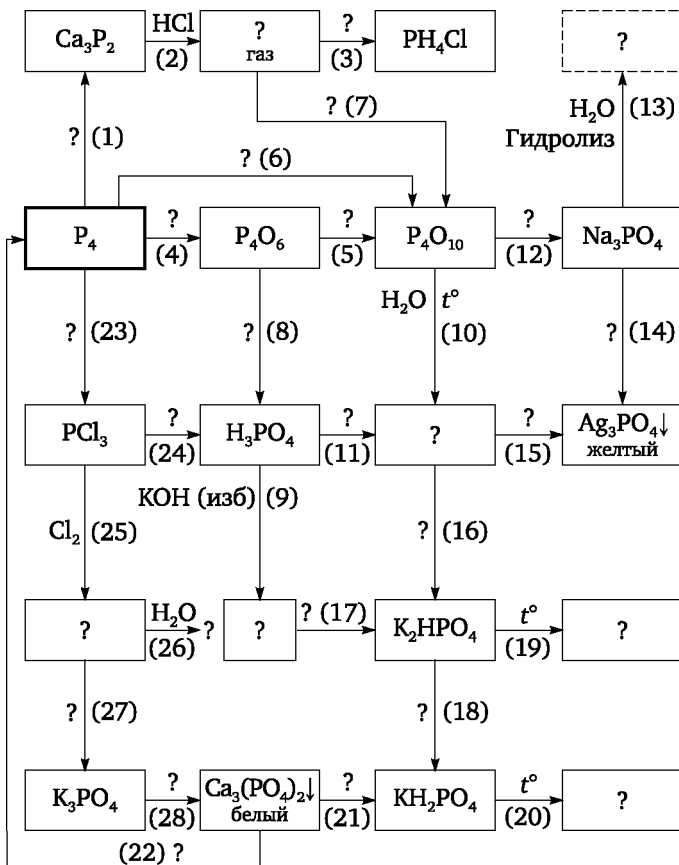 Ca₃P₂ HCl (2) ? газ ? (3) PH₄Cl ?
? (1) ? (7) H₂O (13)
Гидролиз
? (6)
P₄ ? (4) P₄O₆ ? (5) P₄O₁₀ ? (12) Na₃PO₄
? (23) ? (8) H₂O t° (10) ? (14)
PCl₃ ? (24) H₃PO₄ ? (11) ? ? (15) Ag₃PO₄↓
желтый
Cl₂ (25) КОН (изб) (9) ? (16)
? H₂O (26) ? ? ? (17) K₂HPO₄ t° (19) ?
? (27) ? (18)
K₃PO₄ ? (28) Ca₃(PO₄)₂↓ ? (21) KH₂PO₄ t° (20) ?
белый
(22) ?